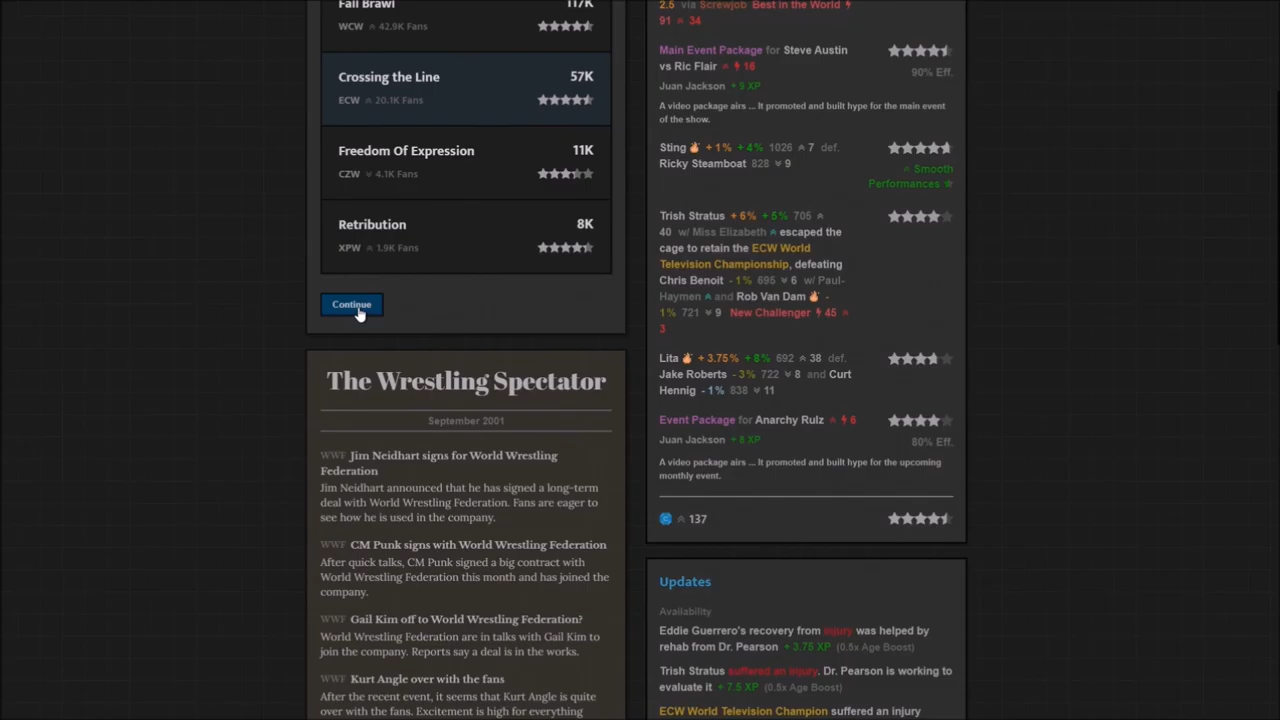 Fall Brawl 117K
WCW 42.9K Fans
Crossing the Line 57K
ECW 20.1K Fans
Freedom Of Expression 11K
CZW 4.1K Fans
Retribution 8K
XPW 1.9K Fans
Continue
The Wrestling Spectator
September 2001
WWF Jim Neidhart signs for World Wrestling
Federation
Jim Neidhart announced that he has signed a long-term
deal with World Wrestling Federation. Fans are eager to
see how he is used in the company.
WWF CM Punk signs with World Wrestling Federation
After quick talks, CM Punk signed a big contract with
World Wrestling Federation this month and has joined the
company.
WWF Gail Kim off to World Wrestling Federation?
World Wrestling Federation are in talks with Gail Kim to
join the company. Reports say a deal is in the works.
WWF Kurt Angle over with the fans
After the recent event, it seems that Kurt Angle is quite
over with the fans. Excitement is high for everything
2.5 via Screwjob Best in the World
91 34
Main Event Package for Steve Austin
vs Ric Flair 16
90% Eff.
Juan Jackson + 5 XP
A video package airs ... It promoted and built hype for the main event
of the show.
Sting + 1% + 4% 1026 7 def.
Ricky Steamboat 828 9
Smooth
Performances
Trish Stratus + 6% + 5% 705
40 w/ Miss Elizabeth escaped the
cage to retain the ECW World
Television Championship, defeating
Chris Benoit - 1% 695 6 w/ Paul-
Haymen and Rob Van Dam -
1% 721 9 New Challenger 45
3
Lita + 3.75% + 8% 692 38 def.
Jake Roberts - 3% 722 8 and Curt
Hennig - 1% 838 11
Event Package for Anarchy Rulz 6
Juan Jackson + 8 XP
80% Eff.
A video package airs ... It promoted and built hype for the upcoming
monthly event.
137
Updates
Availability
Eddie Guerrero's recovery from injury was helped by
rehab from Dr. Pearson + 3.75 XP (0.5x Age Boost)
Trish Stratus suffered an injury. Dr. Pearson is working to
evaluate it + 7.5 XP (0.5x Age Boost)
ECW World Television Champion suffered an injury